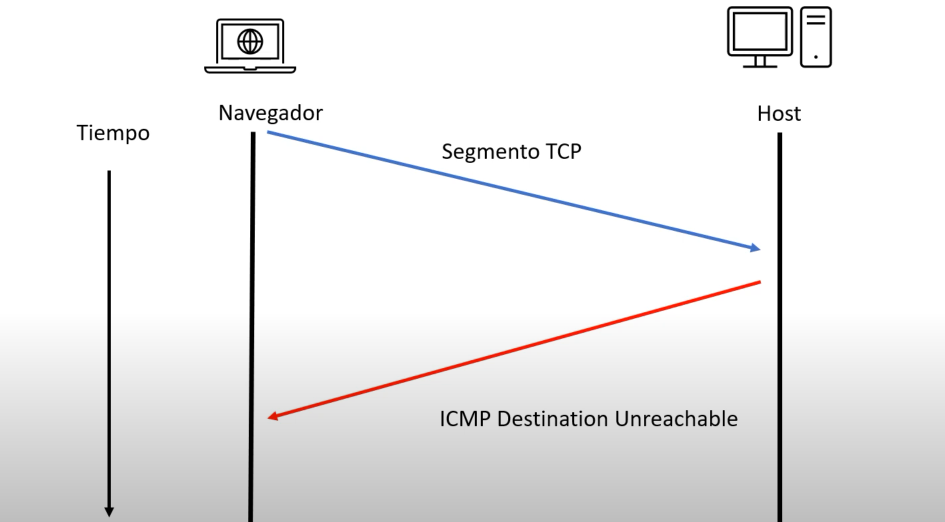 Navegador
Host
Tiempo
Segmento TCP
ICMP Destination Unreachable